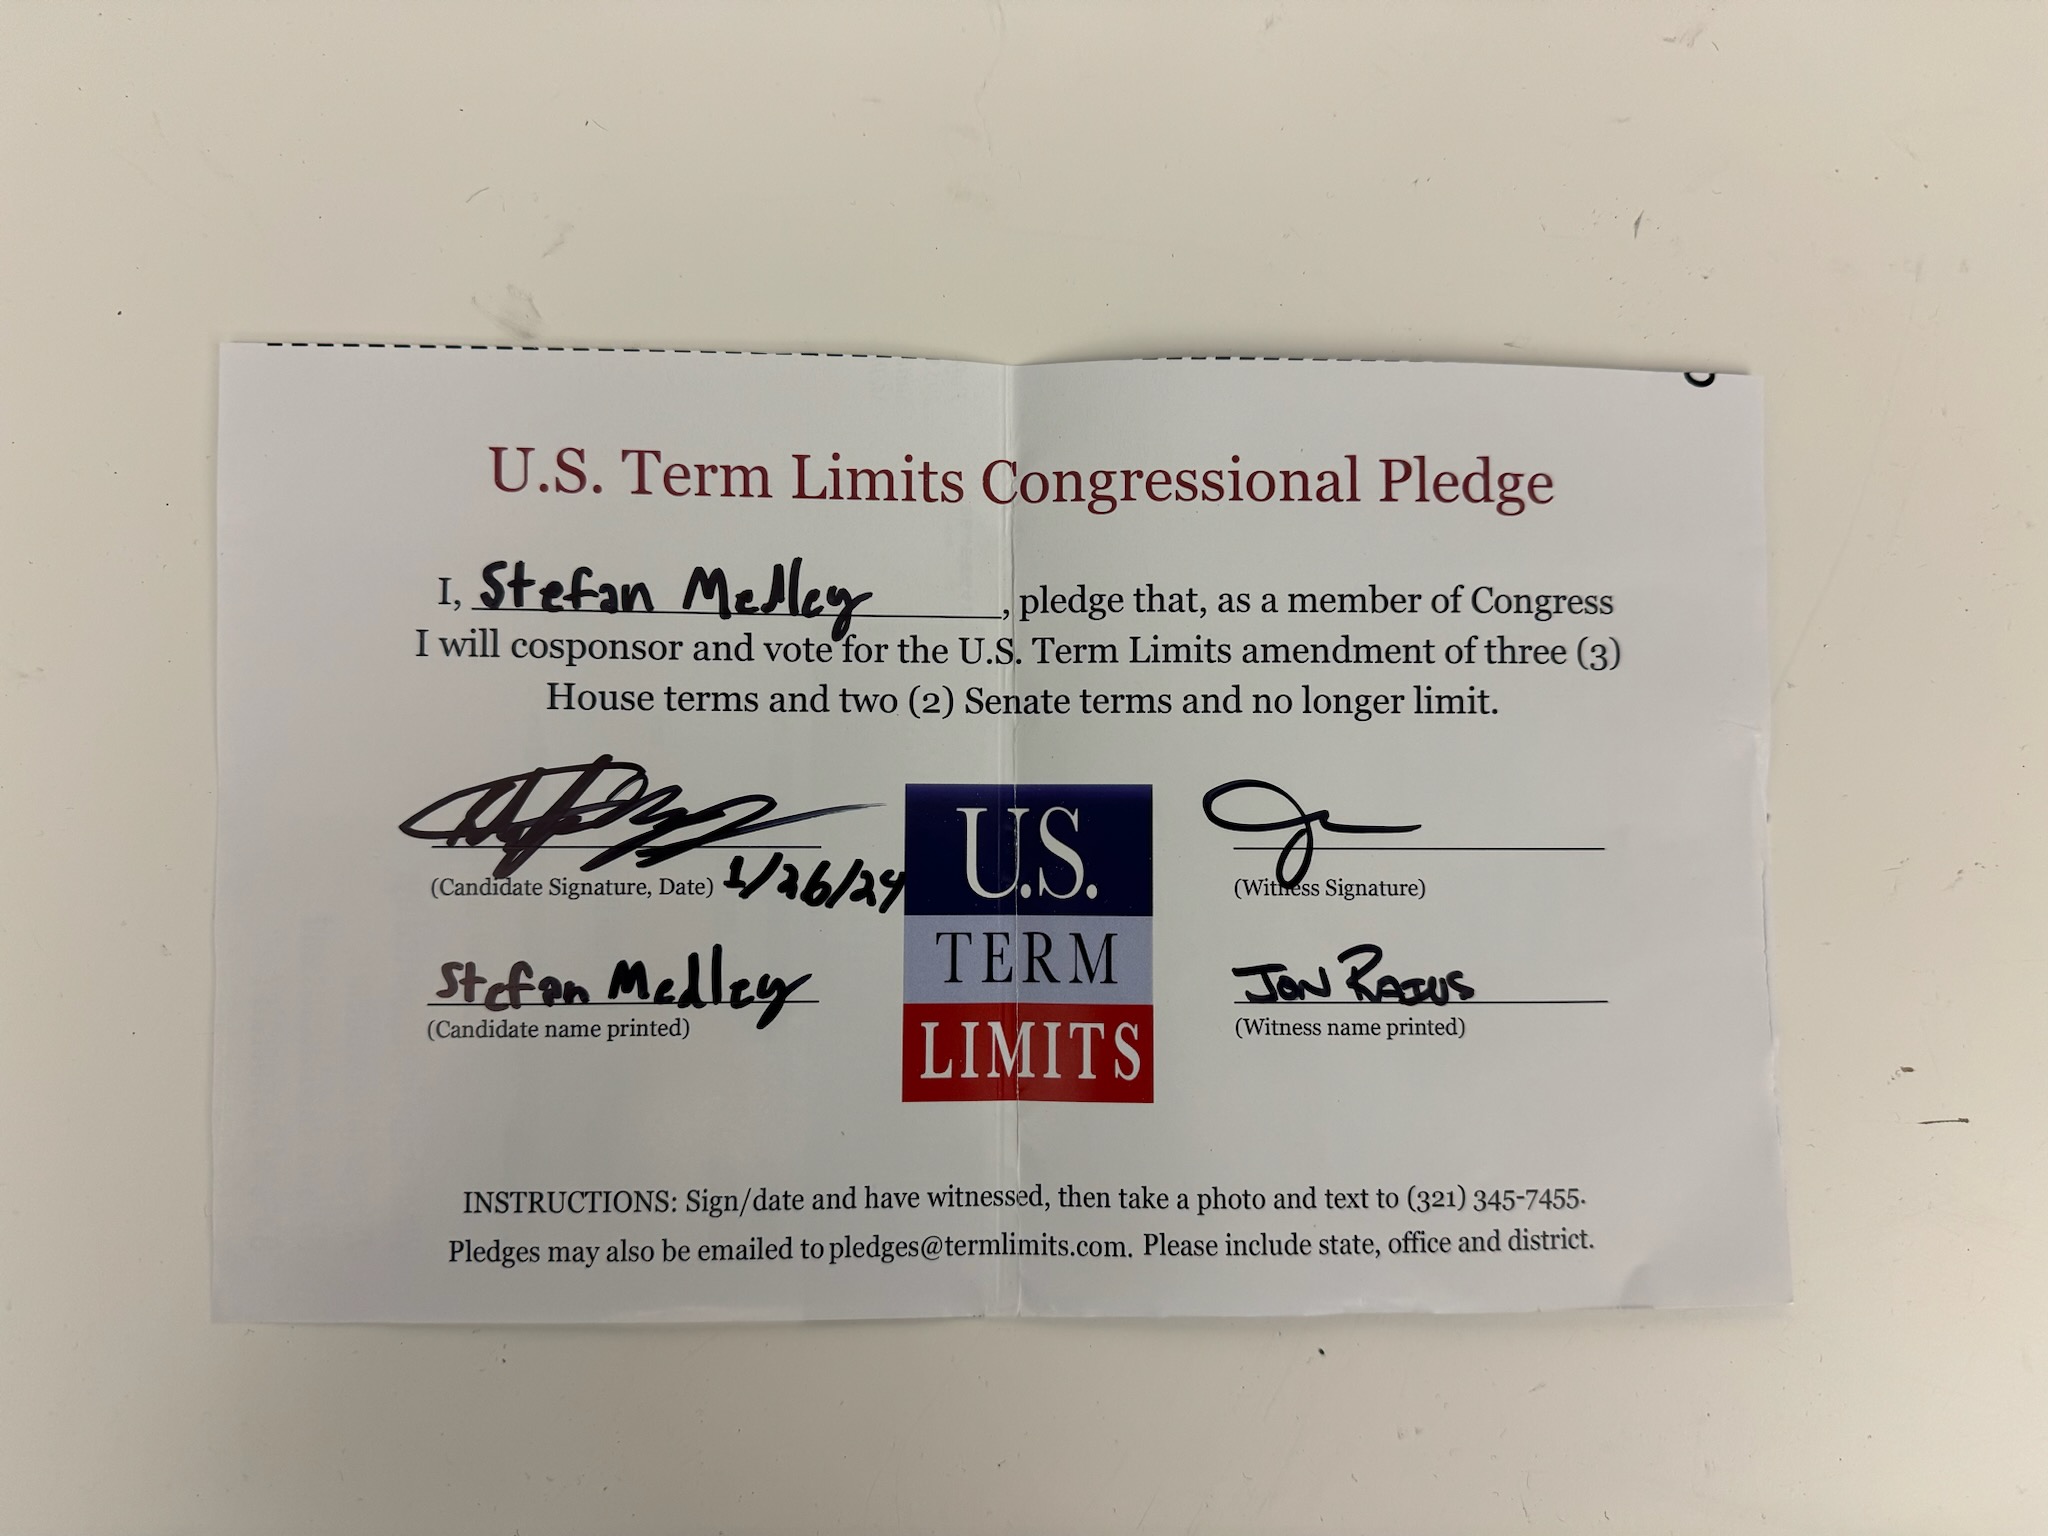 U.S. Term Limits Congressional Pledge
I, Stefan Medley, pledge that, as a member of Congress
I will cosponsor and vote for the U.S. Term Limits amendment of three (3)
House terms and two (2) Senate terms and no longer limit.
(Candidate Signature, Date) 1/26/24
Stefan Medley
(Candidate name printed)
U.S.
TERM
LIMITS
(Witness Signature)
Jon
(Witness name printed)
INSTRUCTIONS: Sign/date and have witnessed, then take a photo and text to (321) 345-7455.
Pledges may also be emailed to pledges@termlimits.com. Please include state, office and district.